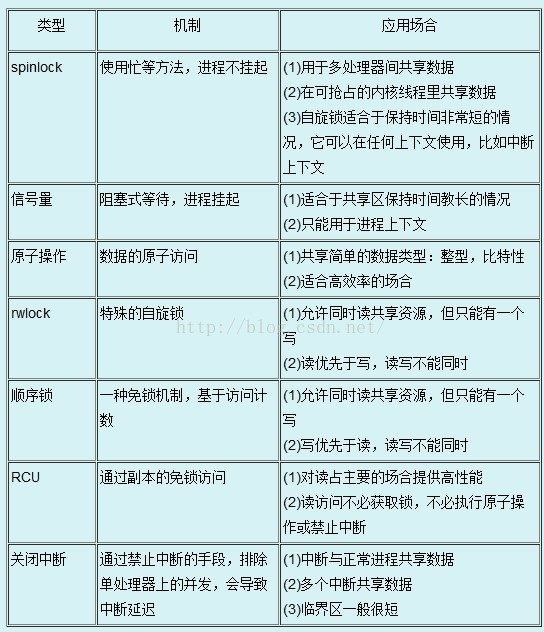 类型 机制 应用场合
spinlock 使用忙等方法，进程不挂起 (1)用于多处理器间共享数据
(2)在可抢占的内核线程里共享数据
(3)自旋锁适合于保持时间非常短的情
况，它可以在任何上下文使用，比如中断
上下文
信号量 阻塞式等待，进程挂起 (1)适合于共享区保持时间教长的情况
(2)只能用于进程上下文
原子操作 数据的原子访问 (1)共享简单的数据类型：整型，比特性
(2)适合高效率的场合
rwlock 特殊的自旋锁 (1)允许同时读共享资源，但只能有一个
写
(2)读优先于写，读写不能同时
http://blog.csdn.net/
顺序锁 一种免锁机制，基于访问计
数
(1)允许同时读共享资源，但只能有一个
写
(2)写优先于读，读写不能同时
RCU 通过副本的免锁访问 (1)对读占主要的场合提供高性能
(2)读访问不必获取锁，不必执行原子操
作或禁止中断
关闭中断 通过禁止中断的手段，排除
单处理器上的并发，会导致
中断延迟
(1)中断与正常进程共享数据
(2)多个中断共享数据
(3)临界区一般很短